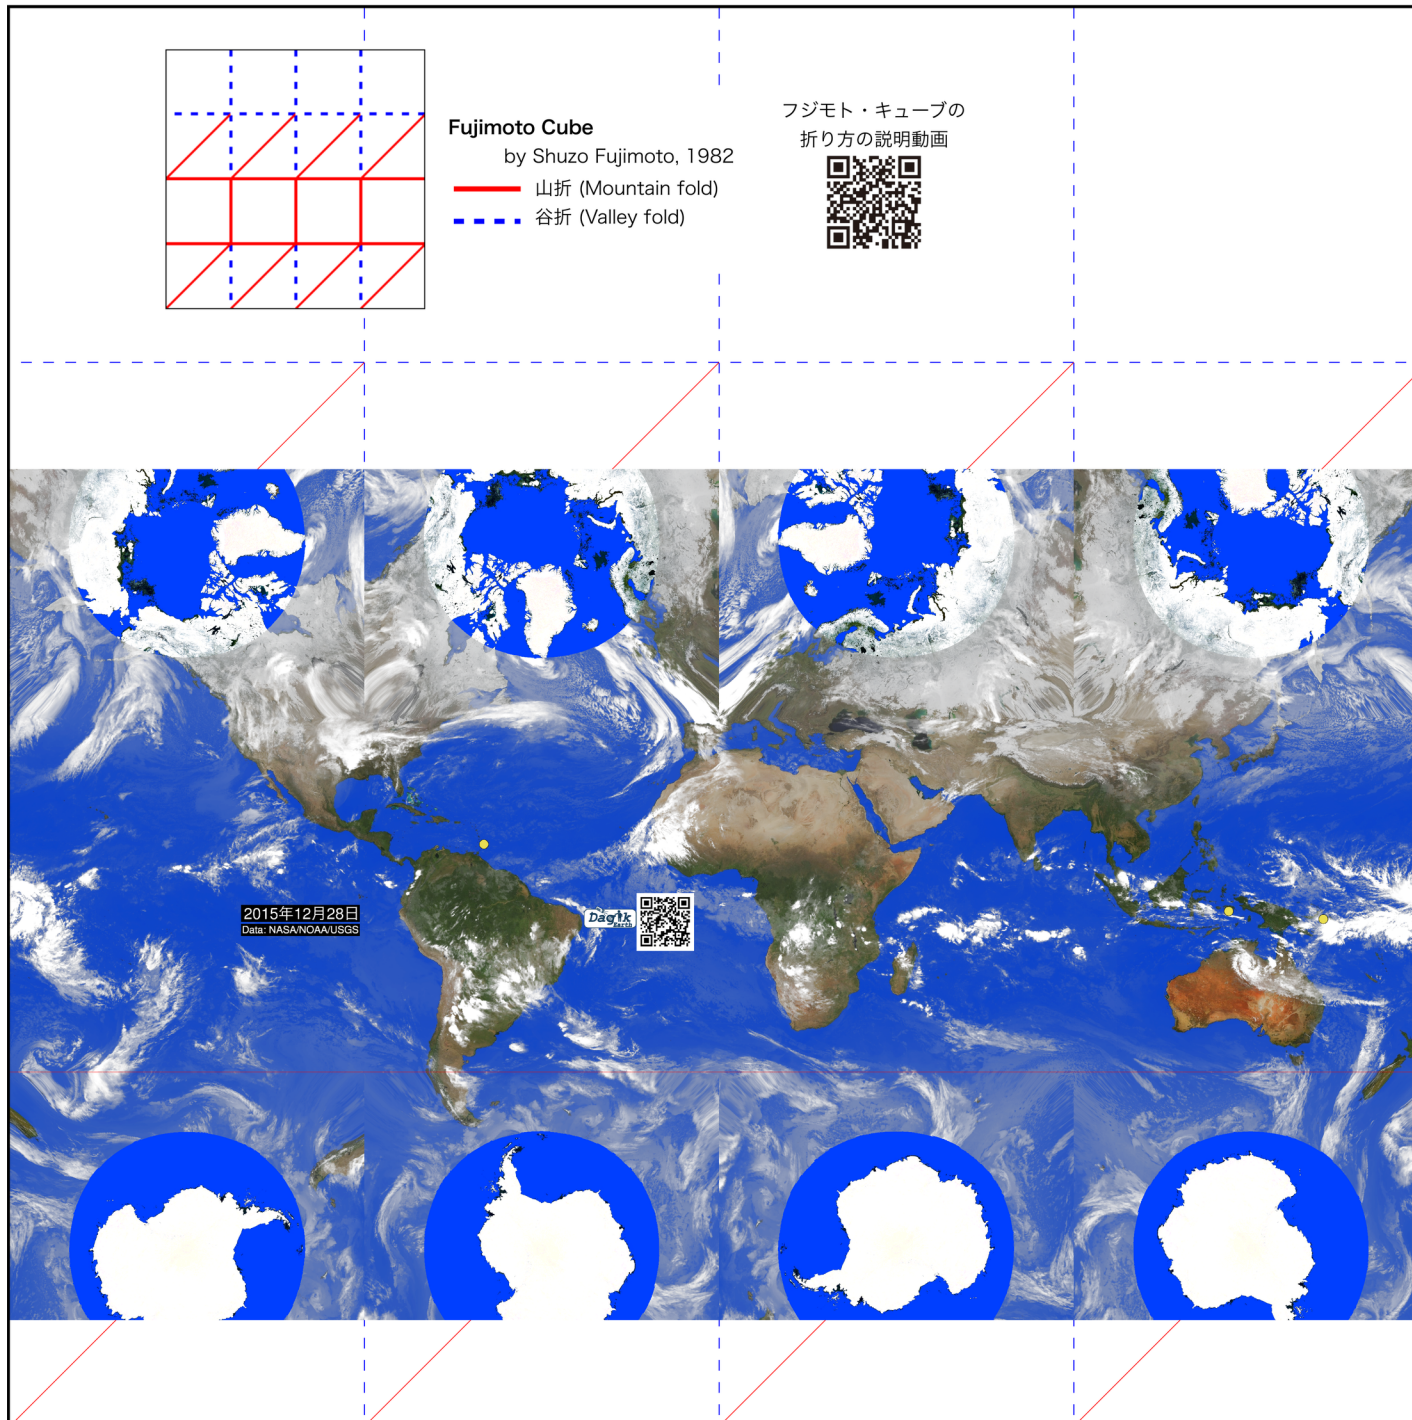 Fujimoto Cube
by Shuzo Fujimoto, 1982
山折 (Mountain fold)
谷折 (Valley fold)
フジモト・キューブの
折り方の説明動画
2015年12月28日
Data: NASA/NOAA/USGS
Dagik
Earth